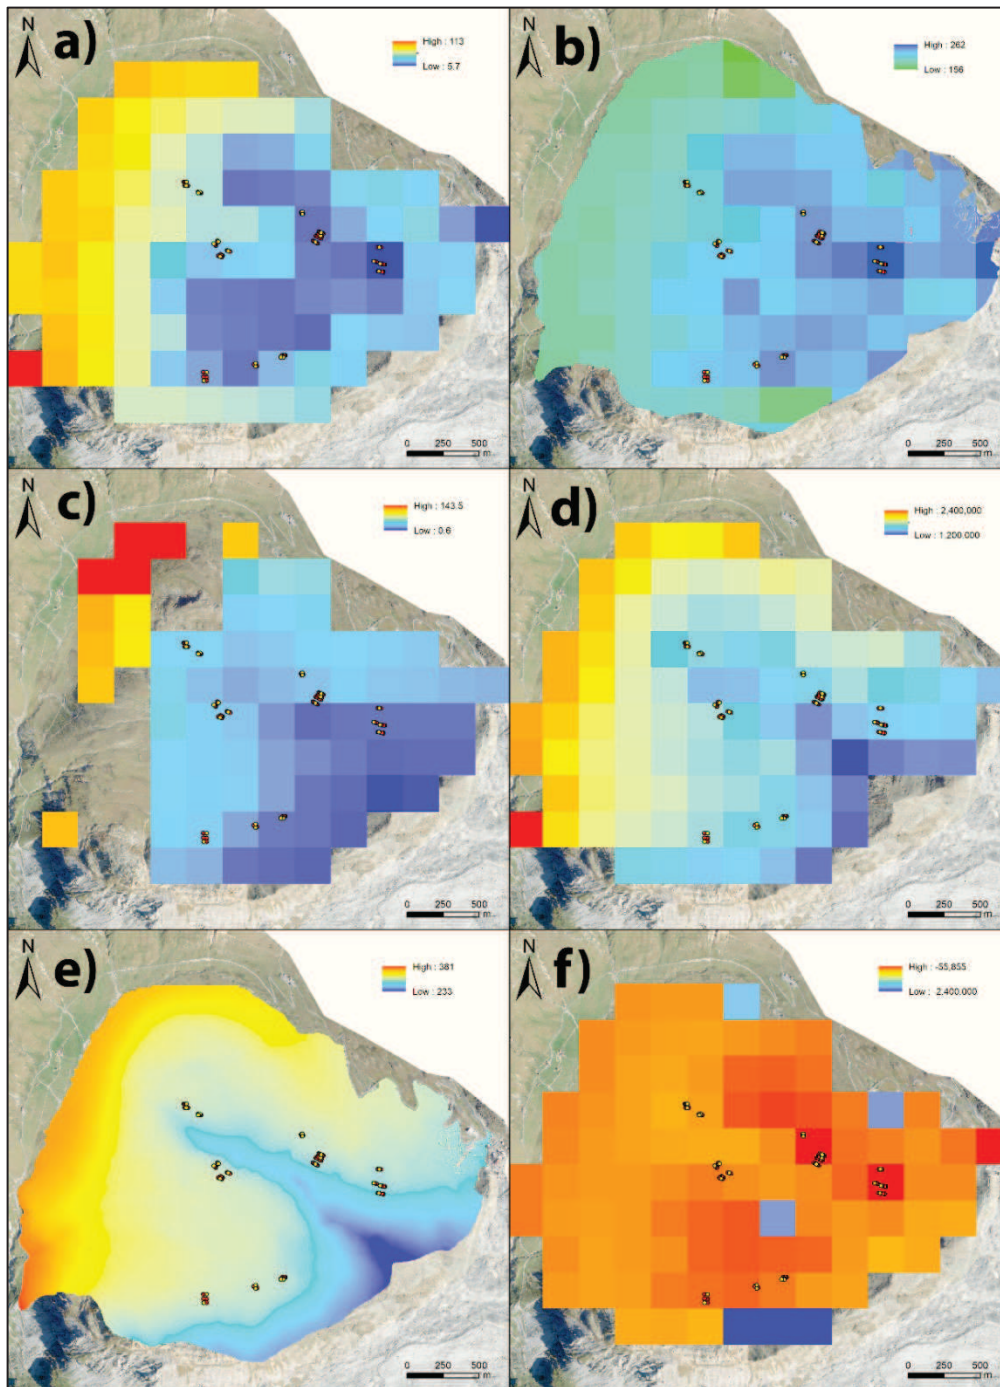 N
a)
High : 113
Low : 5.7
0 250 500
m
N
b)
High : 262
Low : 156
0 250 500
m
N
c)
High : 143.5
Low : 0.6
0 250 500
m
N
d)
High : 2,400,000
Low : 1.200.000
0 250 500
m
N
e)
High : 381
Low : 233
0 250 500
m
N
f)
High : -55,855
Low : -2.400.000
0 250 500
m